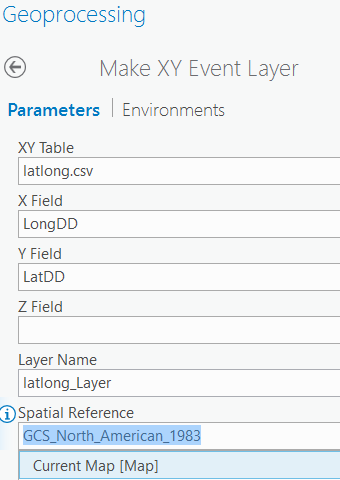 Geoprocessing
Make XY Event Layer
Parameters | Environments
XY Table
latlong.csv
X Field
LongDD
Y Field
LatDD
Z Field
Layer Name
latlong_Layer
Spatial Reference
GCS_North_American_1983
Current Map [Map]